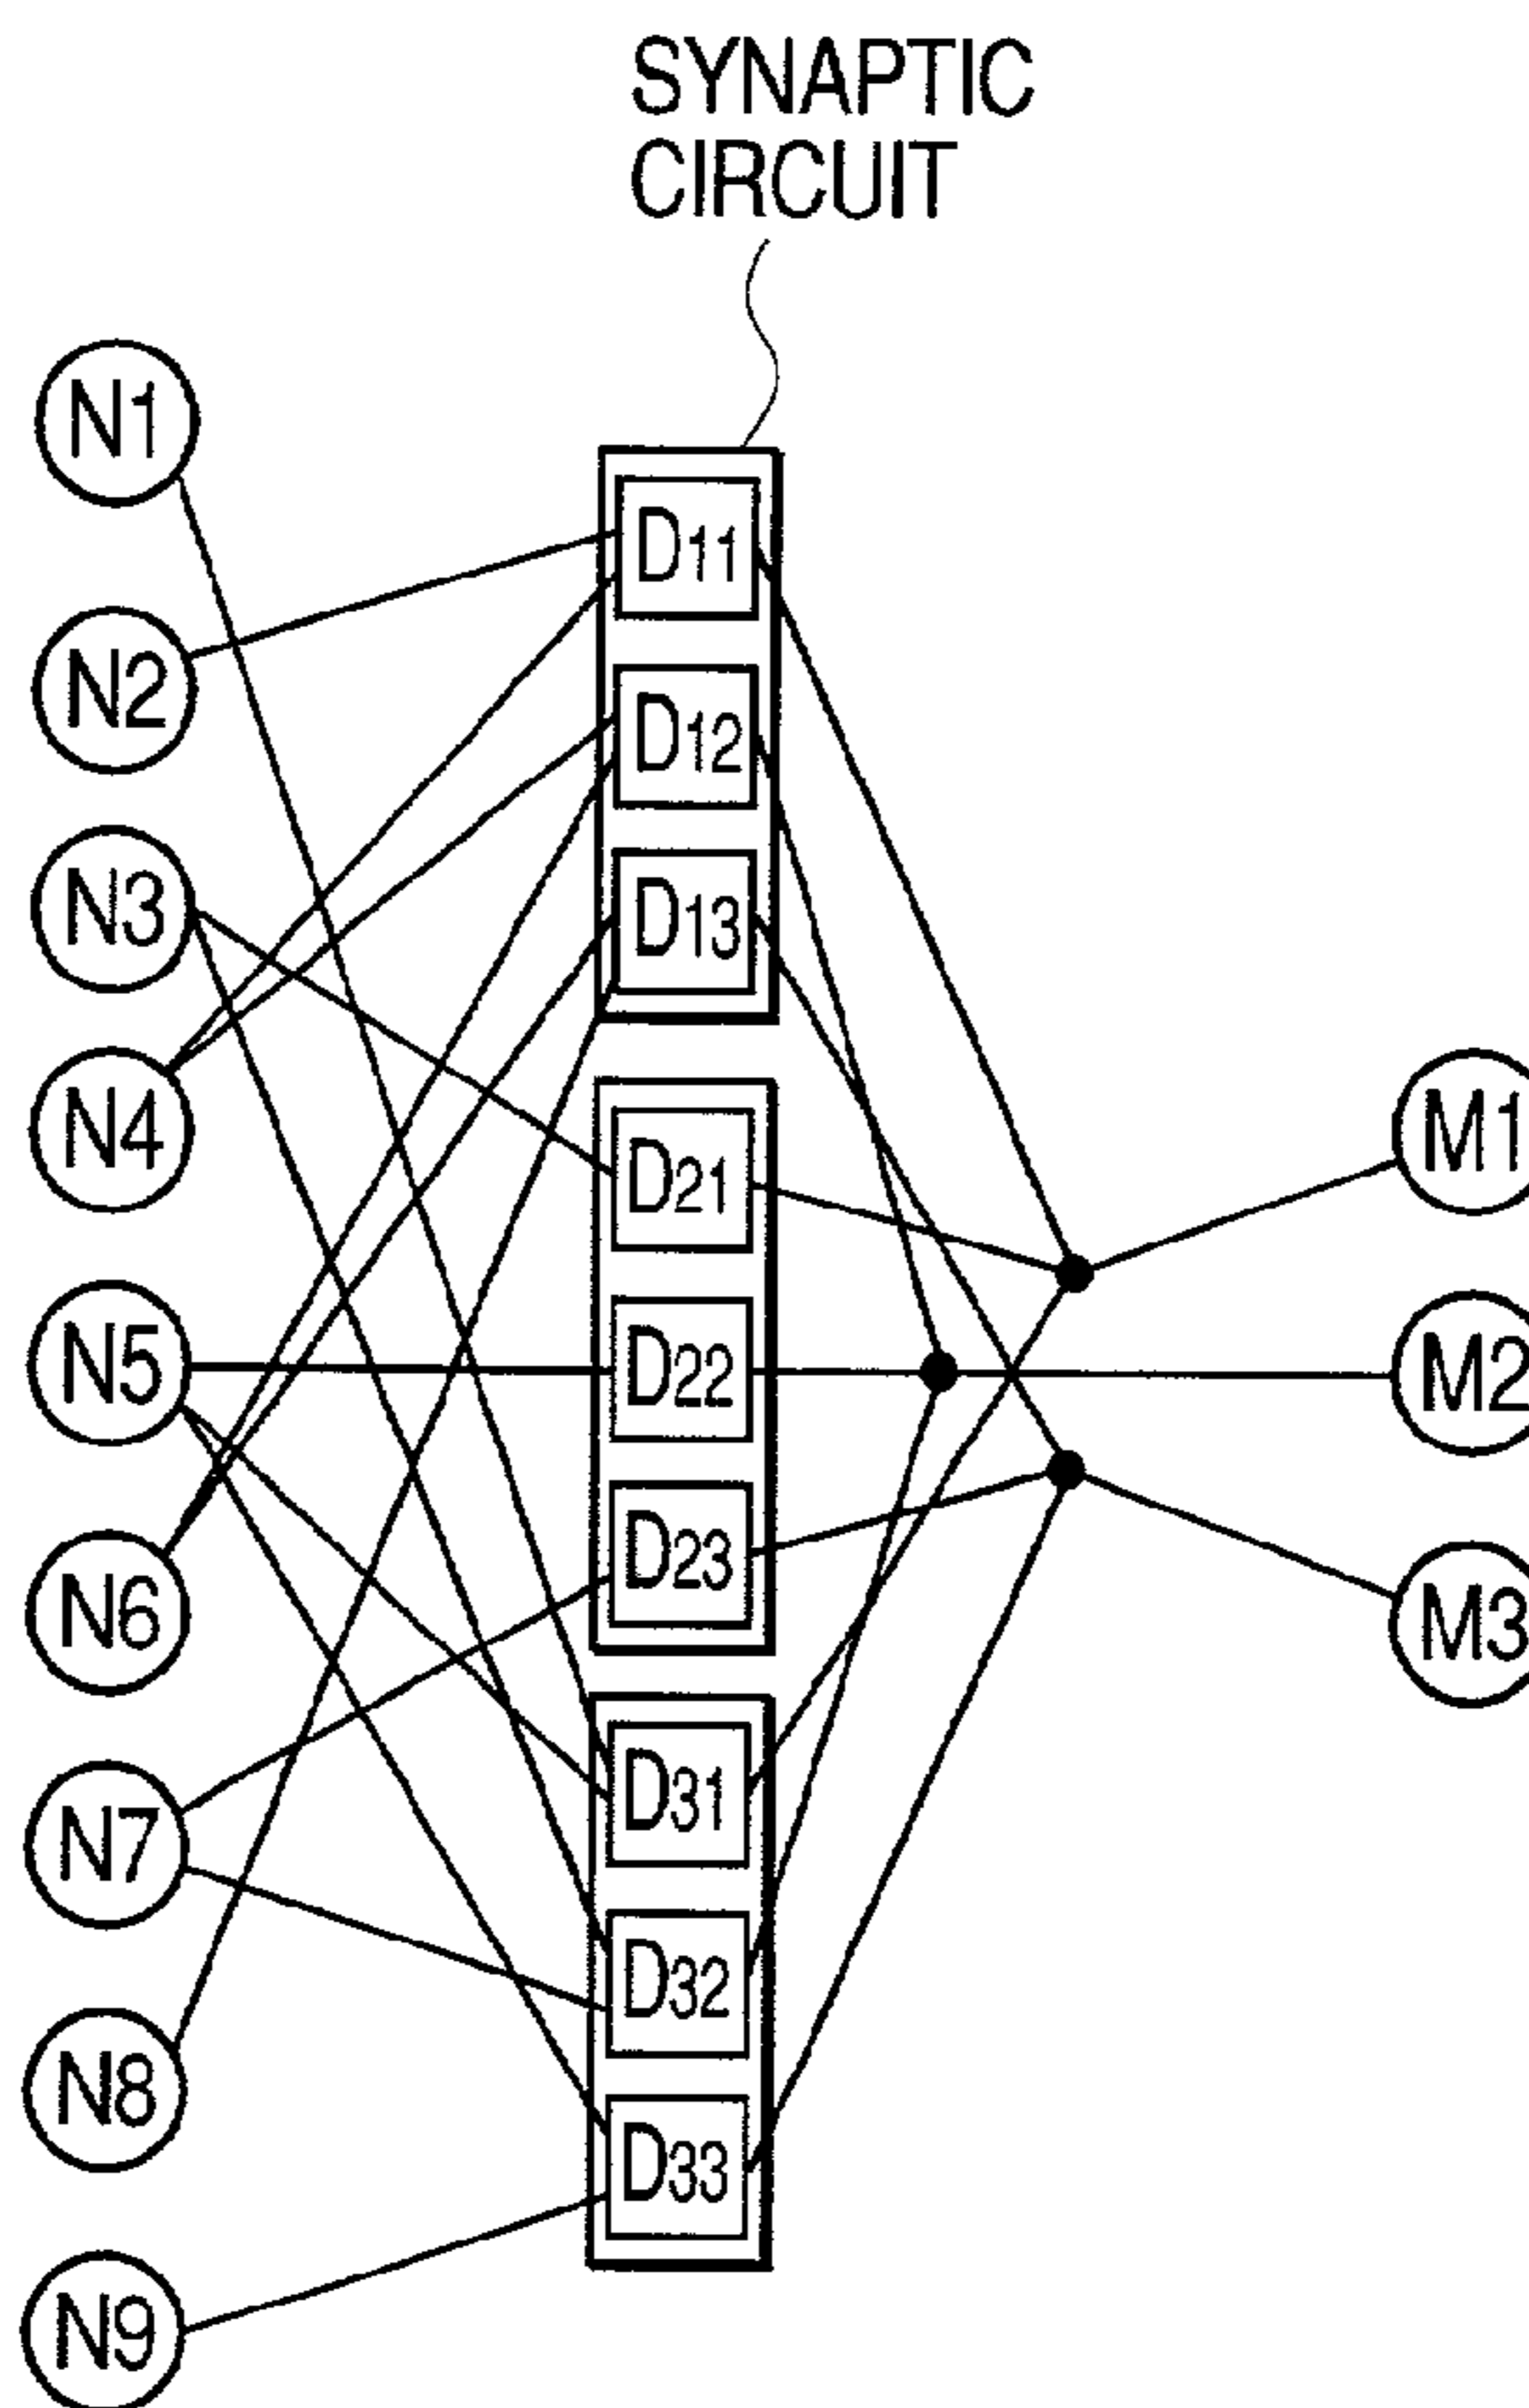 SYNAPTIC
CIRCUIT
N1
N2
N3
N4
N5
N6
N7
N8
N9
D11
D12
D13
D21
D22
D23
D31
D32
D33
M1
M2
M3